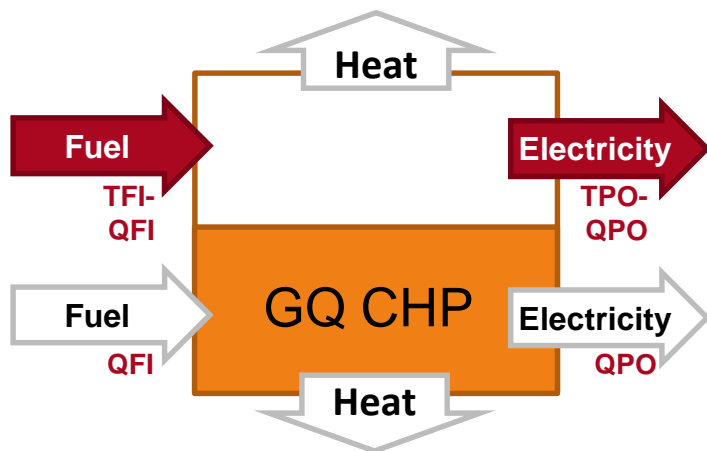 Heat
Fuel
Electricity
TFI-
QFI
TPO-
QPO
GQ CHP
Fuel
Electricity
QFI
QPO
Heat